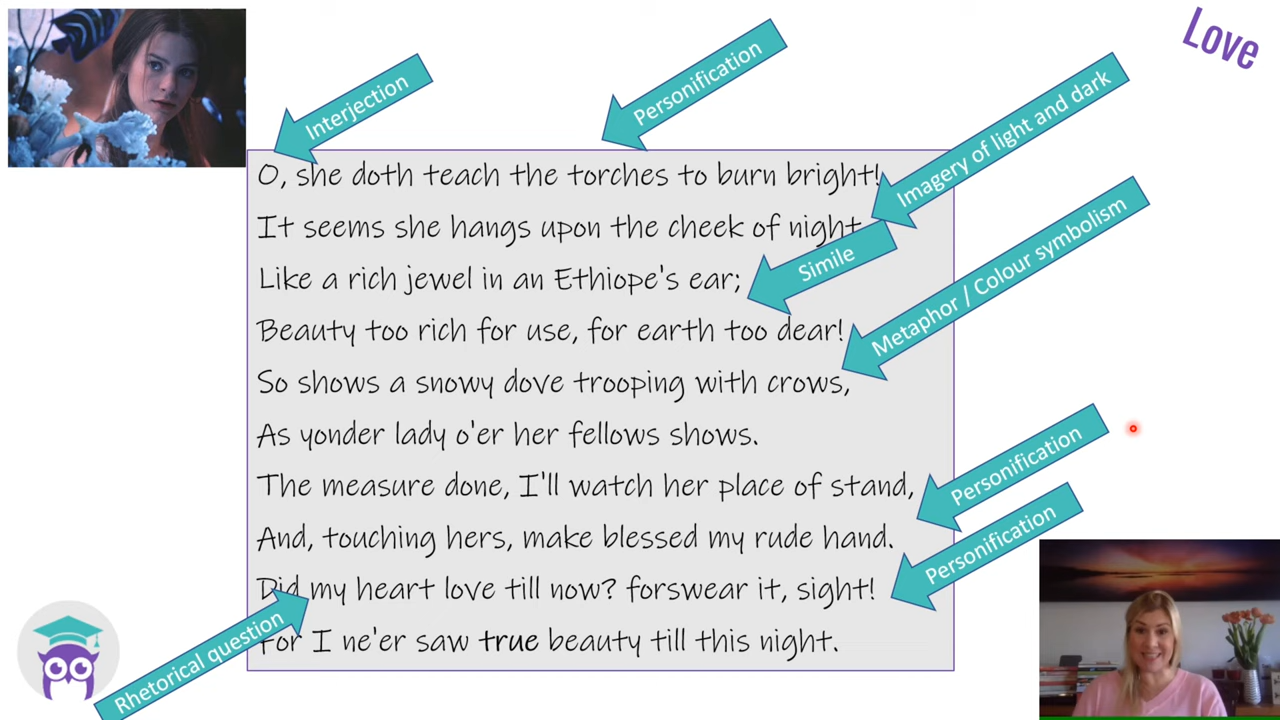 Love
Interjection
Personification
Imagery of light and dark
O, she doth teach the torches to burn bright!
It seems she hangs upon the cheek of night
Simile
Like a rich jewel in an Ethiope's ear;
Metaphor / Colour symbolism
Beauty too rich for use, for earth too dear!
So shows a snowy dove trooping with crows,
As yonder lady o'er her fellows shows.
Personification
The measure done, I'll watch her place of stand,
And, touching hers, make blessed my rude hand.
Personification
Did my heart love till now? forswear it, sight!
Rhetorical question
For I ne'er saw true beauty till this night.